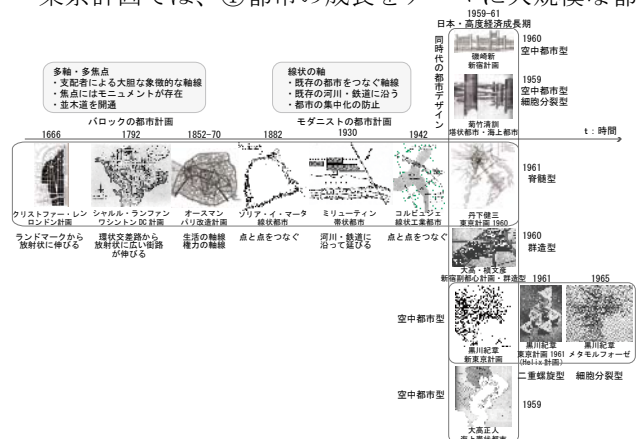 東京計画では、①都市の成長をテーマに大規模な都
1959-61
日本・高度経済成長期
同時代の都市デザイン
1960
空中都市型
磯崎新
新宿計画
1959
空中都市型
細胞分裂型
菊竹清訓
塔状都市・海上都市
多軸・多焦点
・支配者による大胆な象徴的な軸線
・焦点にはモニュメントが存在
・並木道を開通
線状の軸
・既存の都市をつなぐ軸線
・既存の河川・鉄道に沿う
・都市の集中化の防止
バロックの都市計画
モダニストの都市計画
t：時間
1666
1792
1852-70
1882
1930
1942
1961
脊髄型
クリストファー・レン
ロンドン計画
シャルル・ランファン
ワシントン DC 計画
オースマン
パリ改造計画
ソリア・イ・マータ
線状都市
ミリューティン
帯状都市
コルビュジェ
線状工業都市
丹下健三
東京計画 1960
ランドマークから
放射状に伸びる
環状交差路から
放射状に広い街路
が伸びる
生活の軸線
権力の軸線
点と点をつなぐ
河川・鉄道に
沿って延びる
点と点をつなぐ
1960
群造型
大高・槇文彦
新宿副都心計画・群造型
1961
1965
空中都市型
黒川紀章
新東京計画
黒川紀章
東京計画 1961
(Helix 計画)
黒川紀章
メタモルフォーゼ
二重螺旋型
細胞分裂型
空中都市型
1959
大高正人
海上帯状都市